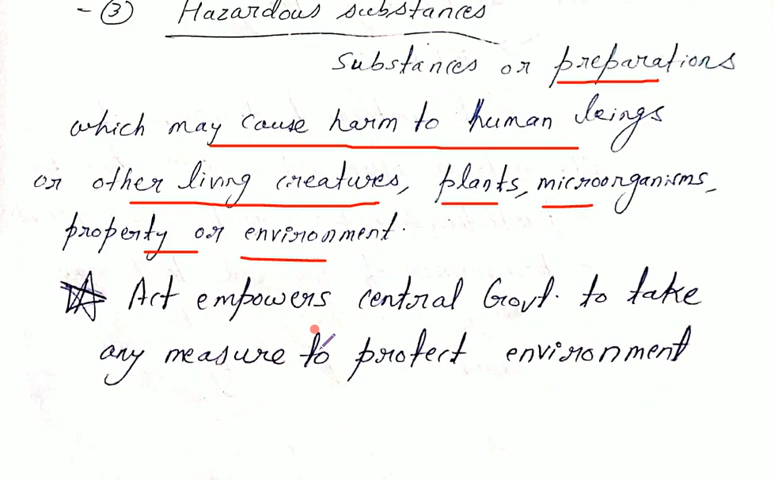 - ③ Hazardous substances
substances or preparations
which may cause harm to human beings
or other living creatures, plants, microorganisms,
property or environment.
☆ Act empowers central Govt. to take
any measure to protect environment